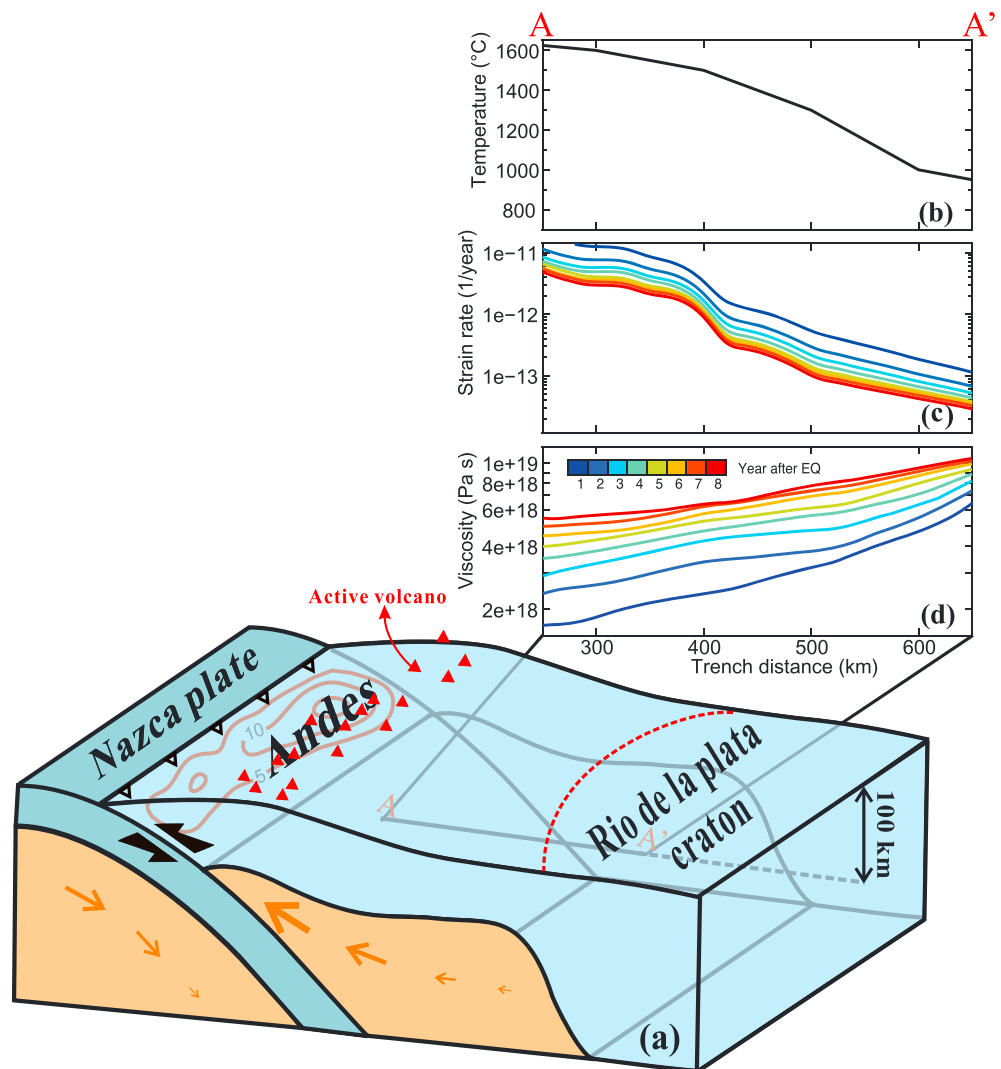 A
A'
1600
1400
1200
1000
800
Temperature (°C)
(b)
1e−11
1e−12
1e−13
Strain rate (1/year)
(c)
1e+19
8e+18
6e+18
4e+18
2e+18
Viscosity (Pa s)
1 2 3 4 5 6 7 8
Year after EQ
(d)
300 400 500 600
Trench distance (km)
Active volcano
Nazca plate
Andes
10
5
A
A'
Rio de la plata
craton
100 km
(a)